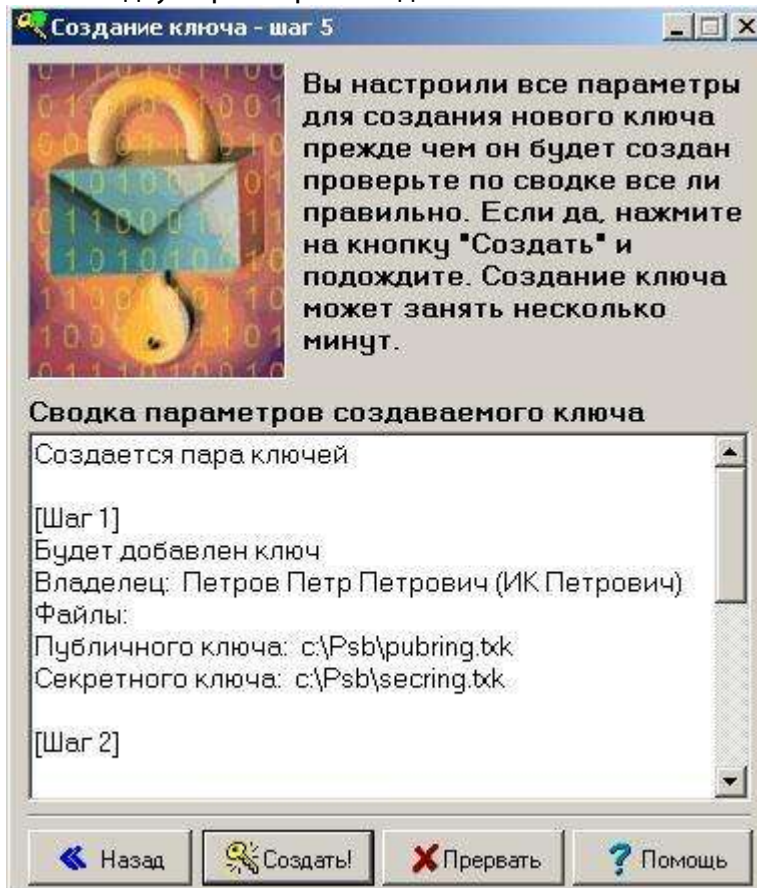 Создание ключа - шаг 5
Вы настроили все параметры
для создания нового ключа
прежде чем он будет создан
проверьте по сводке все ли
правильно. Если да, нажмите
на кнопку "Создать" и
подождите. Создание ключа
может занять несколько
минут.
Сводка параметров создаваемого ключа
Создается пара ключей
[Шаг 1]
Будет добавлен ключ
Владелец: Петров Петр Петрович (ИК Петрович)
Файлы:
Публичного ключа: c:\Psb\pubring.txk
Секретного ключа: c:\Psb\secring.txk
[Шаг 2]
Назад
Создать!
Прервать
Помощь